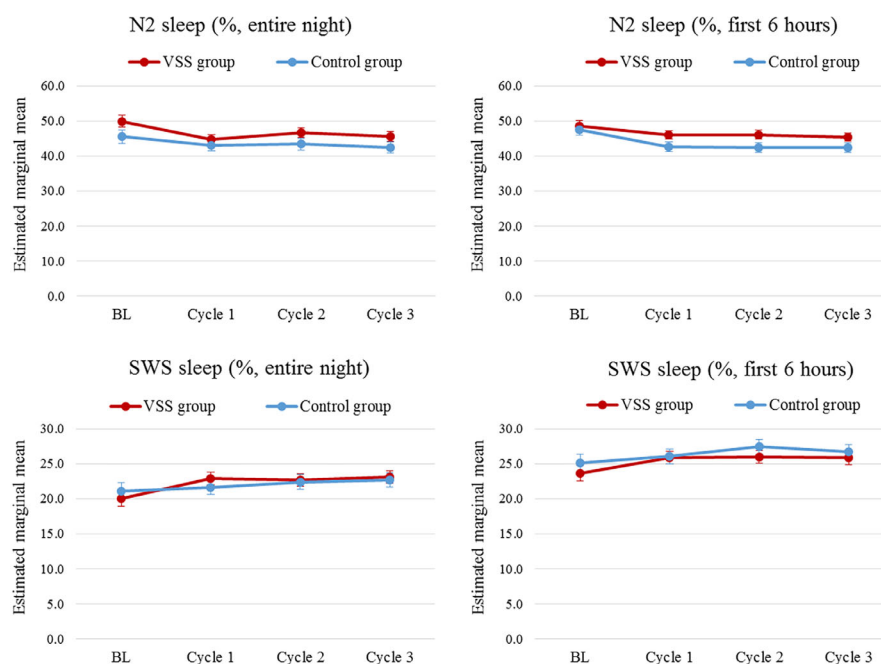 N2 sleep (%, entire night)
VSS group
Control group
Estimated marginal mean
60.0
50.0
40.0
30.0
20.0
10.0
0.0
BL
Cycle 1
Cycle 2
Cycle 3
N2 sleep (%, first 6 hours)
VSS group
Control group
Estimated marginal mean
60.0
50.0
40.0
30.0
20.0
10.0
0.0
BL
Cycle 1
Cycle 2
Cycle 3
SWS sleep (%, entire night)
VSS group
Control group
Estimated marginal mean
30.0
25.0
20.0
15.0
10.0
5.0
0.0
BL
Cycle 1
Cycle 2
Cycle 3
SWS sleep (%, first 6 hours)
VSS group
Control group
Estimated marginal mean
30.0
25.0
20.0
15.0
10.0
5.0
0.0
BL
Cycle 1
Cycle 2
Cycle 3